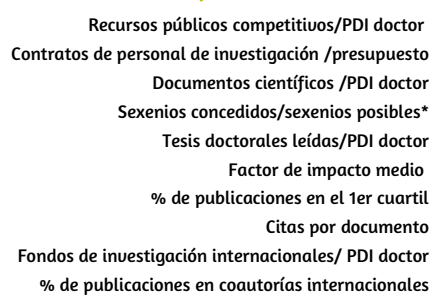 Recursos públicos competitivos/PDI doctor
Contratos de personal de investigación /presupuesto
Documentos científicos /PDI doctor
Sexenios concedidos/sexenios posibles*
Tesis doctorales leídas/PDI doctor
Factor de impacto medio
% de publicaciones en el 1er cuartil
Citas por documento
Fondos de investigación internacionales/ PDI doctor
% de publicaciones en coautorías internacionales